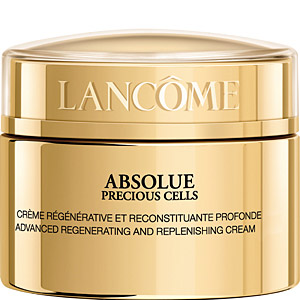 LANCÔME
ABSOLUE
PRECIOUS CELLS
CRÈME RÉGÉNÉRATIVE ET RECONSTITUANTE PROFONDE
ADVANCED REGENERATING AND REPLENISHING CREAM